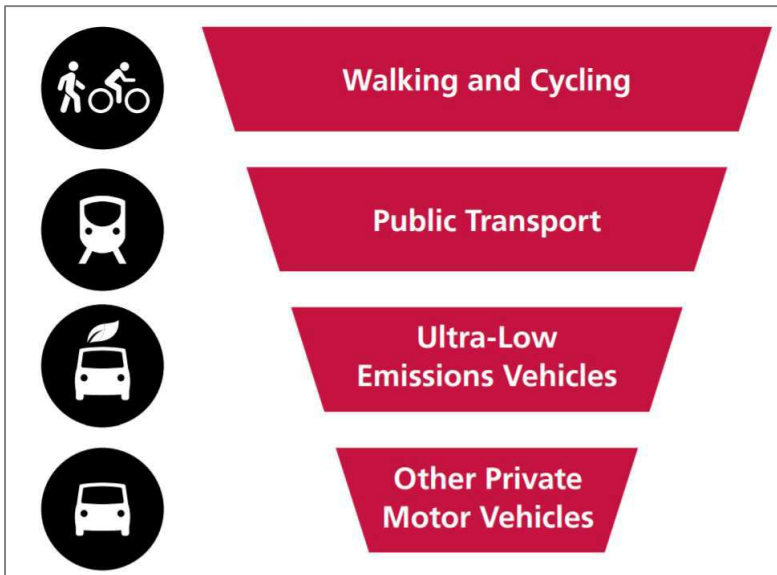 Walking and Cycling
Public Transport
Ultra-Low
Emissions Vehicles
Other Private
Motor Vehicles